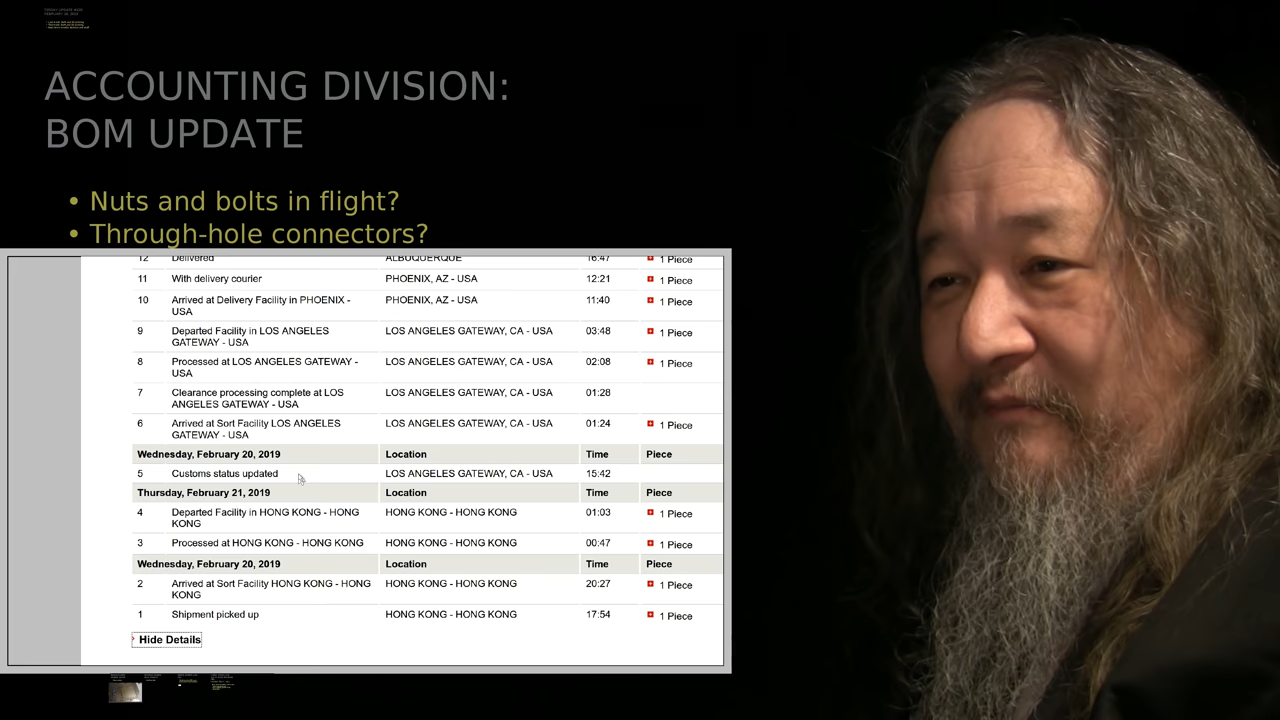 ACCOUNTING DIVISION:
BOM UPDATE
• Nuts and bolts in flight?
• Through-hole connectors?
12 Delivered ALBUQUERQUE 16:47 1 Piece
11 With delivery courier PHOENIX, AZ - USA 12:21 1 Piece
10 Arrived at Delivery Facility in PHOENIX - PHOENIX, AZ - USA 11:40 1 Piece
USA
9 Departed Facility in LOS ANGELES LOS ANGELES GATEWAY, CA - USA 03:48 1 Piece
GATEWAY - USA
8 Processed at LOS ANGELES GATEWAY - LOS ANGELES GATEWAY, CA - USA 02:08 1 Piece
USA
7 Clearance processing complete at LOS LOS ANGELES GATEWAY, CA - USA 01:28
ANGELES GATEWAY - USA
6 Arrived at Sort Facility LOS ANGELES LOS ANGELES GATEWAY, CA - USA 01:24 1 Piece
GATEWAY - USA
Wednesday, February 20, 2019 Location Time Piece
5 Customs status updated LOS ANGELES GATEWAY, CA - USA 15:42
Thursday, February 21, 2019 Location Time Piece
4 Departed Facility in HONG KONG - HONG HONG KONG - HONG KONG 01:03 1 Piece
KONG
3 Processed at HONG KONG - HONG KONG HONG KONG - HONG KONG 00:47 1 Piece
Wednesday, February 20, 2019 Location Time Piece
2 Arrived at Sort Facility HONG KONG - HONG HONG KONG - HONG KONG 20:27 1 Piece
KONG
1 Shipment picked up HONG KONG - HONG KONG 17:54 1 Piece
Hide Details